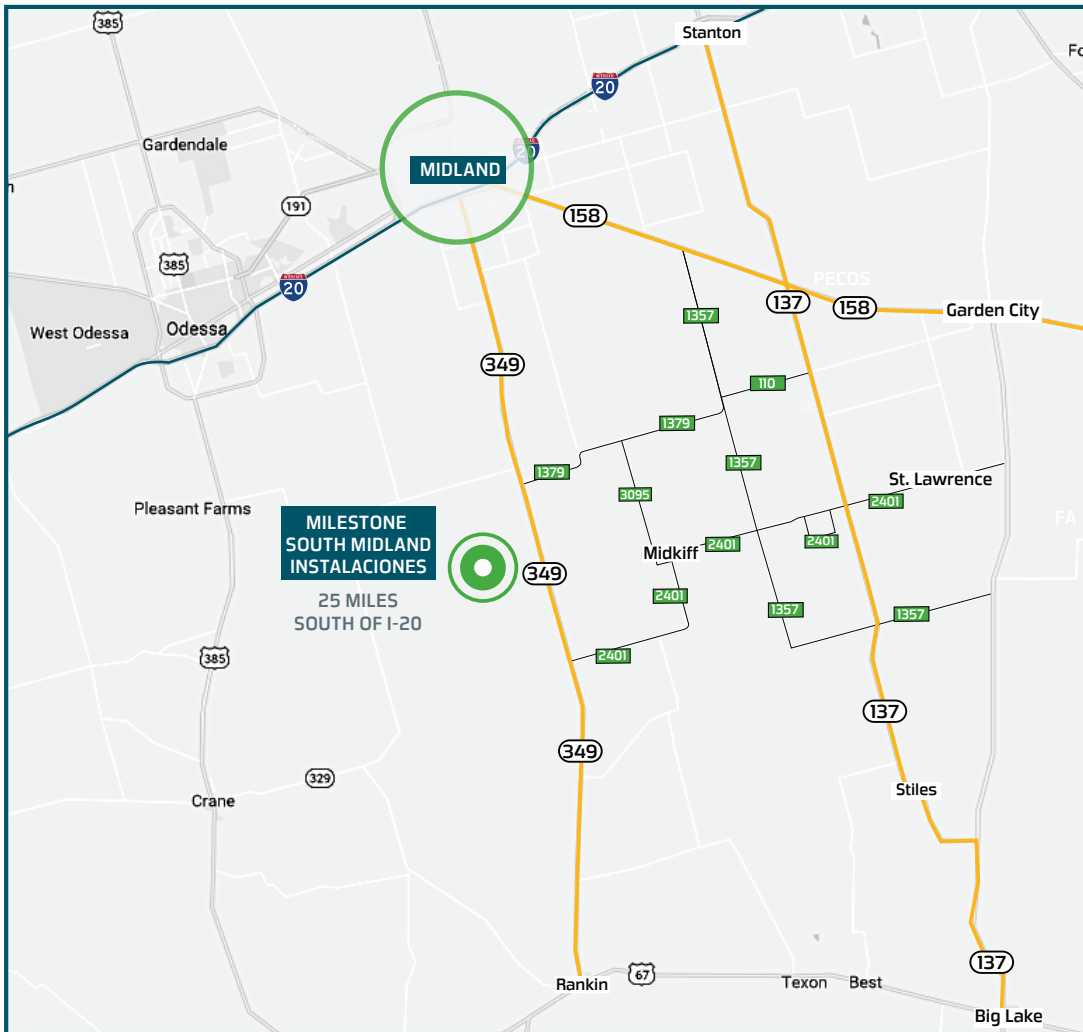 385
Stanton
Fo
20
Gardendale
20
MIDLAND
n
191
158
385
20
PECOS
137
158
Garden City
West Odessa
Odessa
1357
349
110
1379
1379
1357
St. Lawrence
3095
2401
Pleasant Farms
MILESTONE
SOUTH MIDLAND
INSTALACIONES
FA
Midkiff
2401
2401
349
25 MILES
SOUTH OF I-20
2401
1357
1357
385
2401
137
349
329
Crane
Stiles
137
Rankin
67
Texon
Best
Big Lake